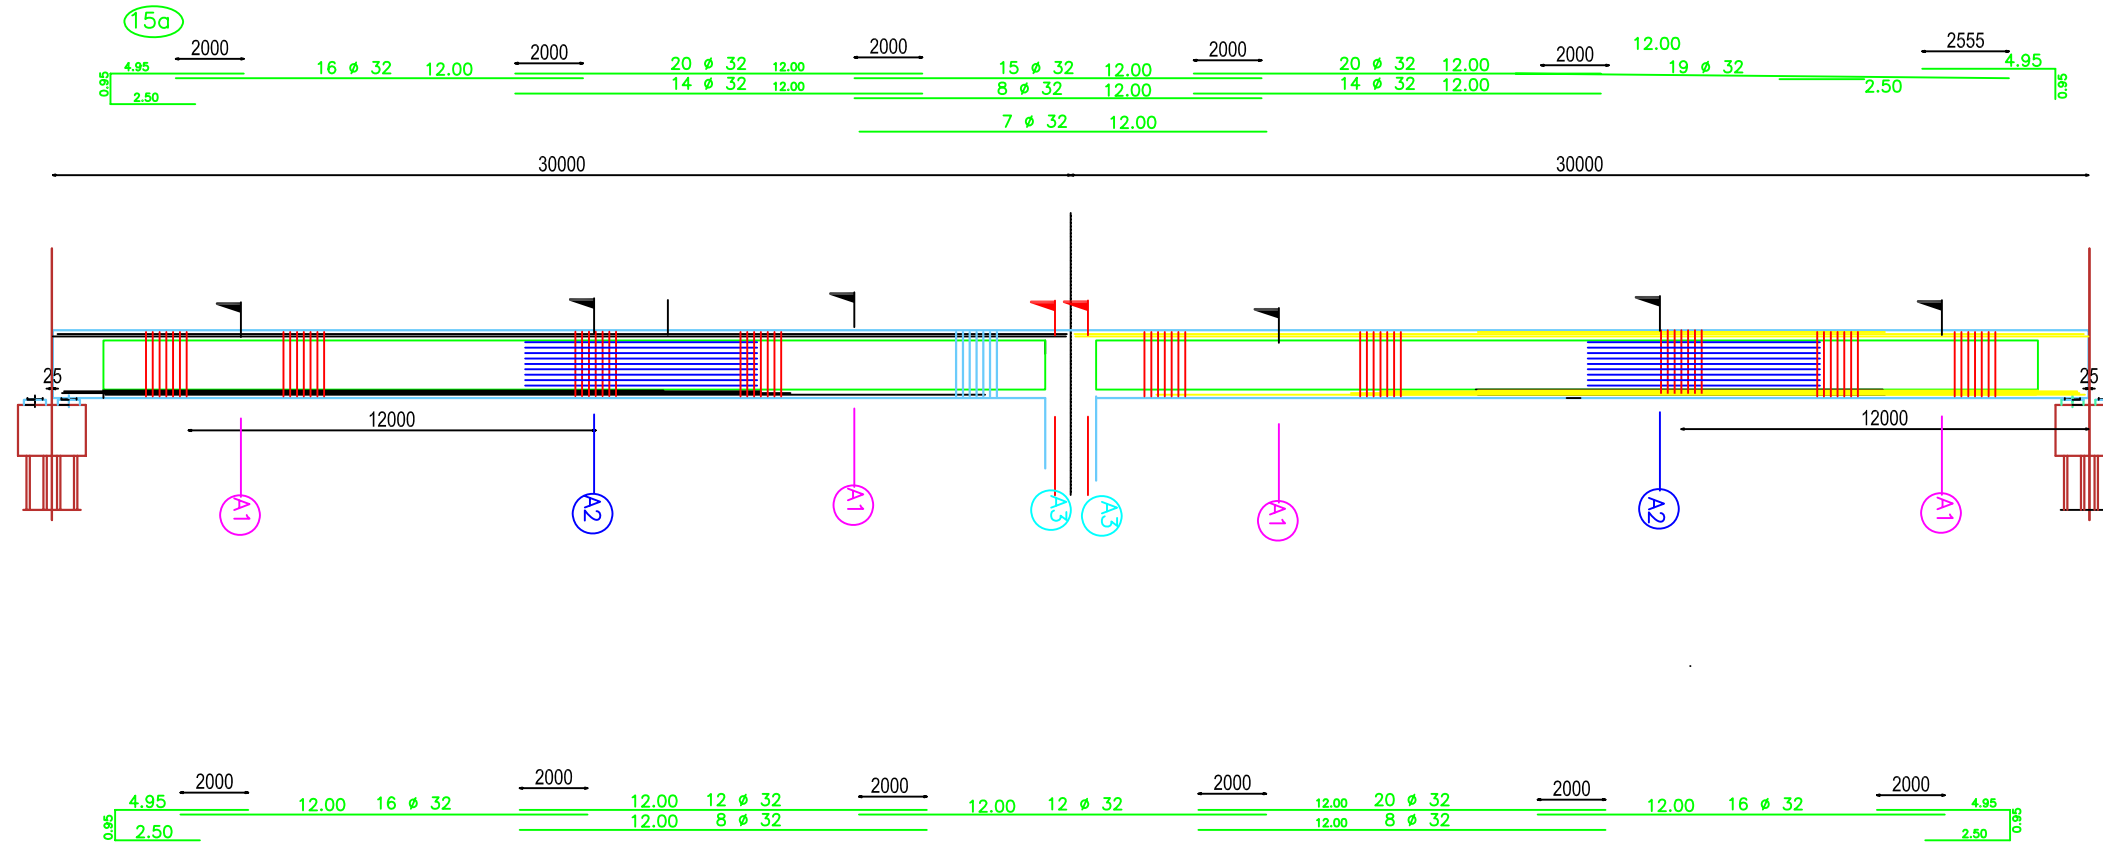 15a
2000 2000 2000 2000 2000 12.00 2555
4.95 16 ø 32 12.00 20 ø 32 12.00 15 ø 32 12.00 20 ø 32 12.00 19 ø 32 4.95
0.95 14 ø 32 12.00 8 ø 32 12.00 14 ø 32 12.00 2.50 0.95
2.50
7 ø 32 12.00
30000 30000
25 25
12000 12000
A1 A2 A1 A3 A3 A1 A2 A1
2000 2000 2000 2000 2000 2000
4.95 12.00 16 ø 32 12.00 12 ø 32 12.00 12 ø 32 12.00 20 ø 32 12.00 16 ø 32 4.95
0.95 2.50 12.00 8 ø 32 12.00 8 ø 32 2.50 0.95